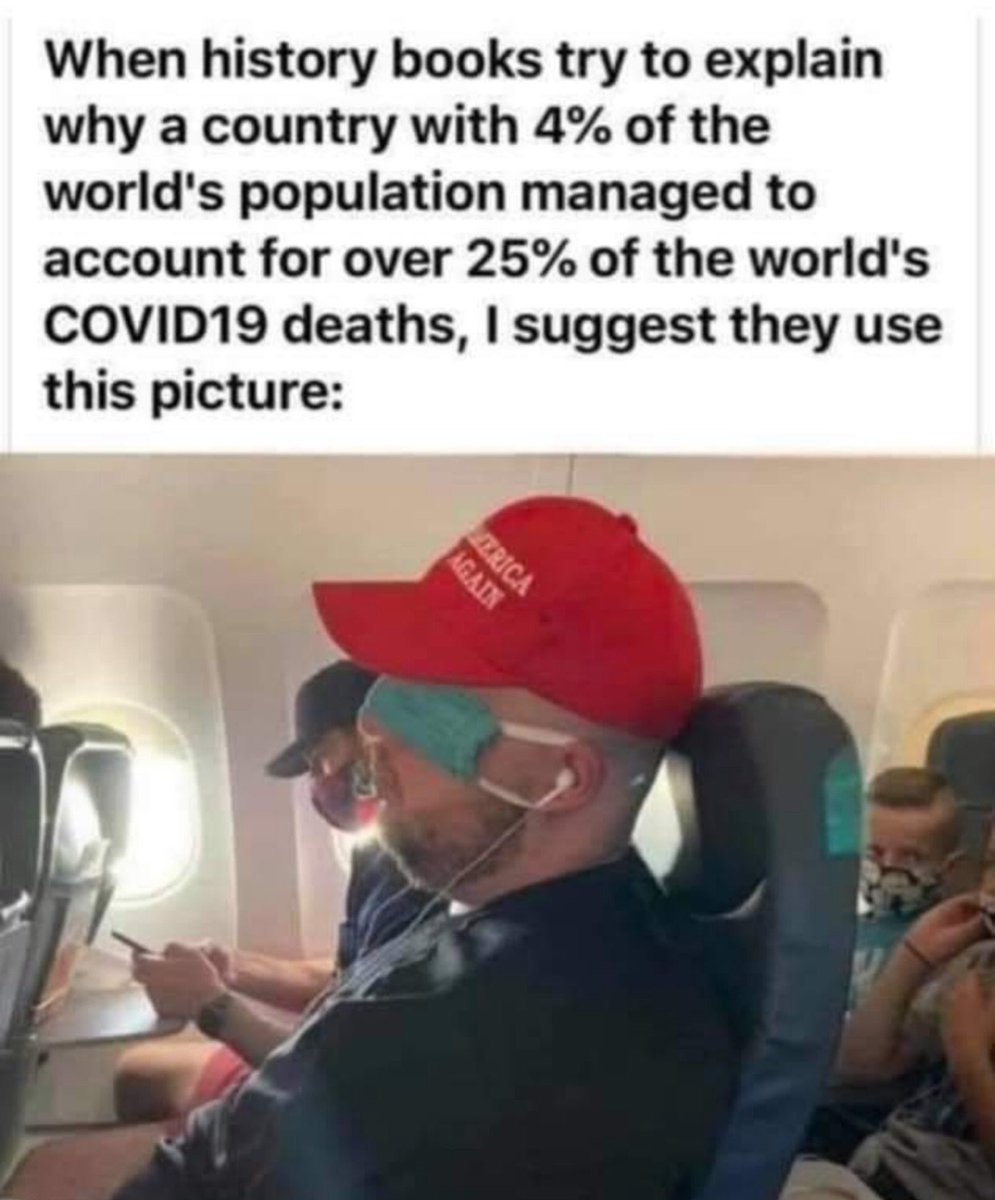 When history books try to explain
why a country with 4% of the
world's population managed to
account for over 25% of the world's
COVID19 deaths, I suggest they use
this picture:
AMERICA
AGAIN